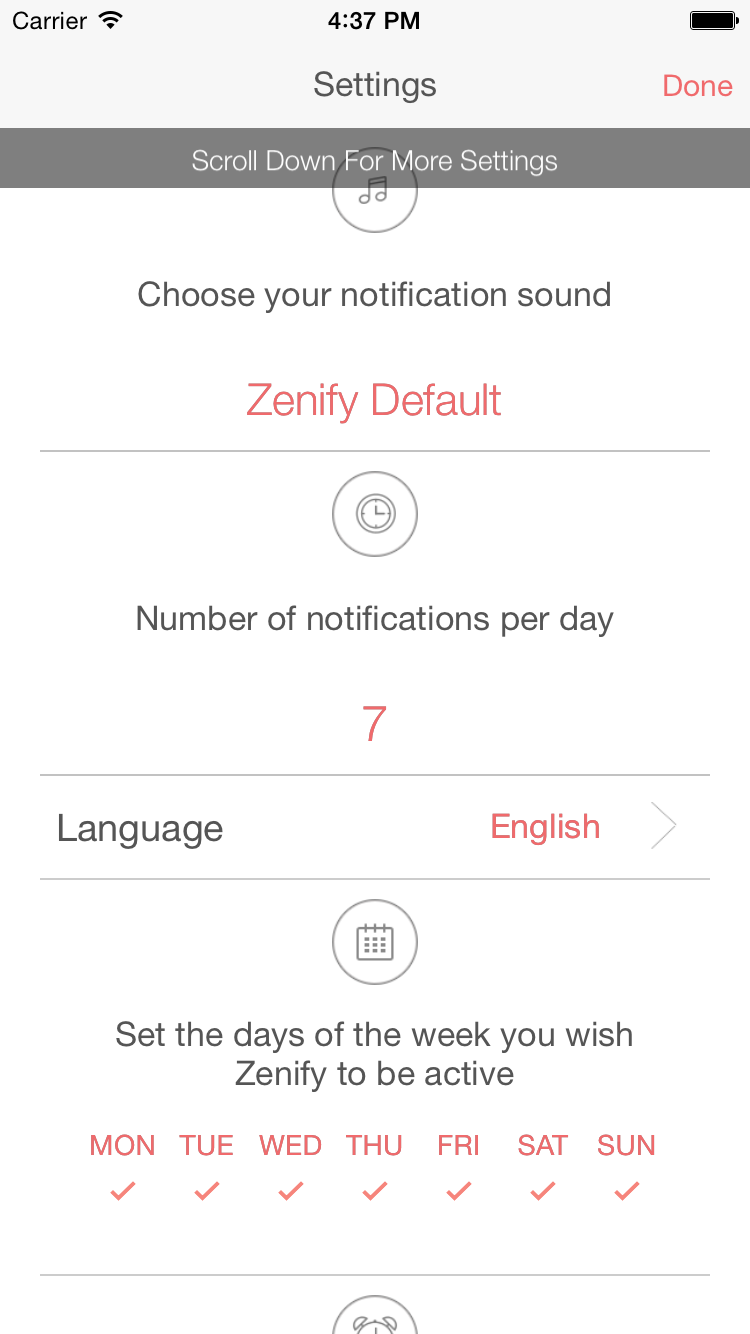 Carrier 4:37 PM
Settings Done
Scroll Down For More Settings
Choose your notification sound
Zenify Default
Number of notifications per day
7
Language English
Set the days of the week you wish
Zenify to be active
MON TUE WED THU FRI SAT SUN